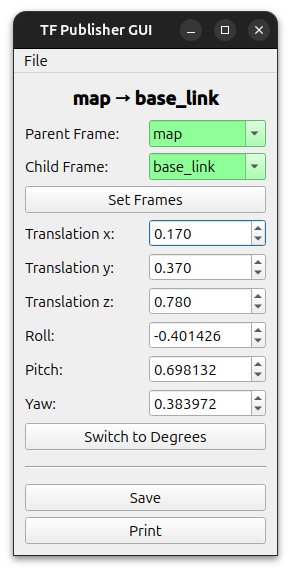 TF Publisher GUI
File
map → base_link
Parent Frame: map
Child Frame: base_link
Set Frames
Translation x: 0.170
Translation y: 0.370
Translation z: 0.780
Roll: -0.401426
Pitch: 0.698132
Yaw: 0.383972
Switch to Degrees
Save
Print